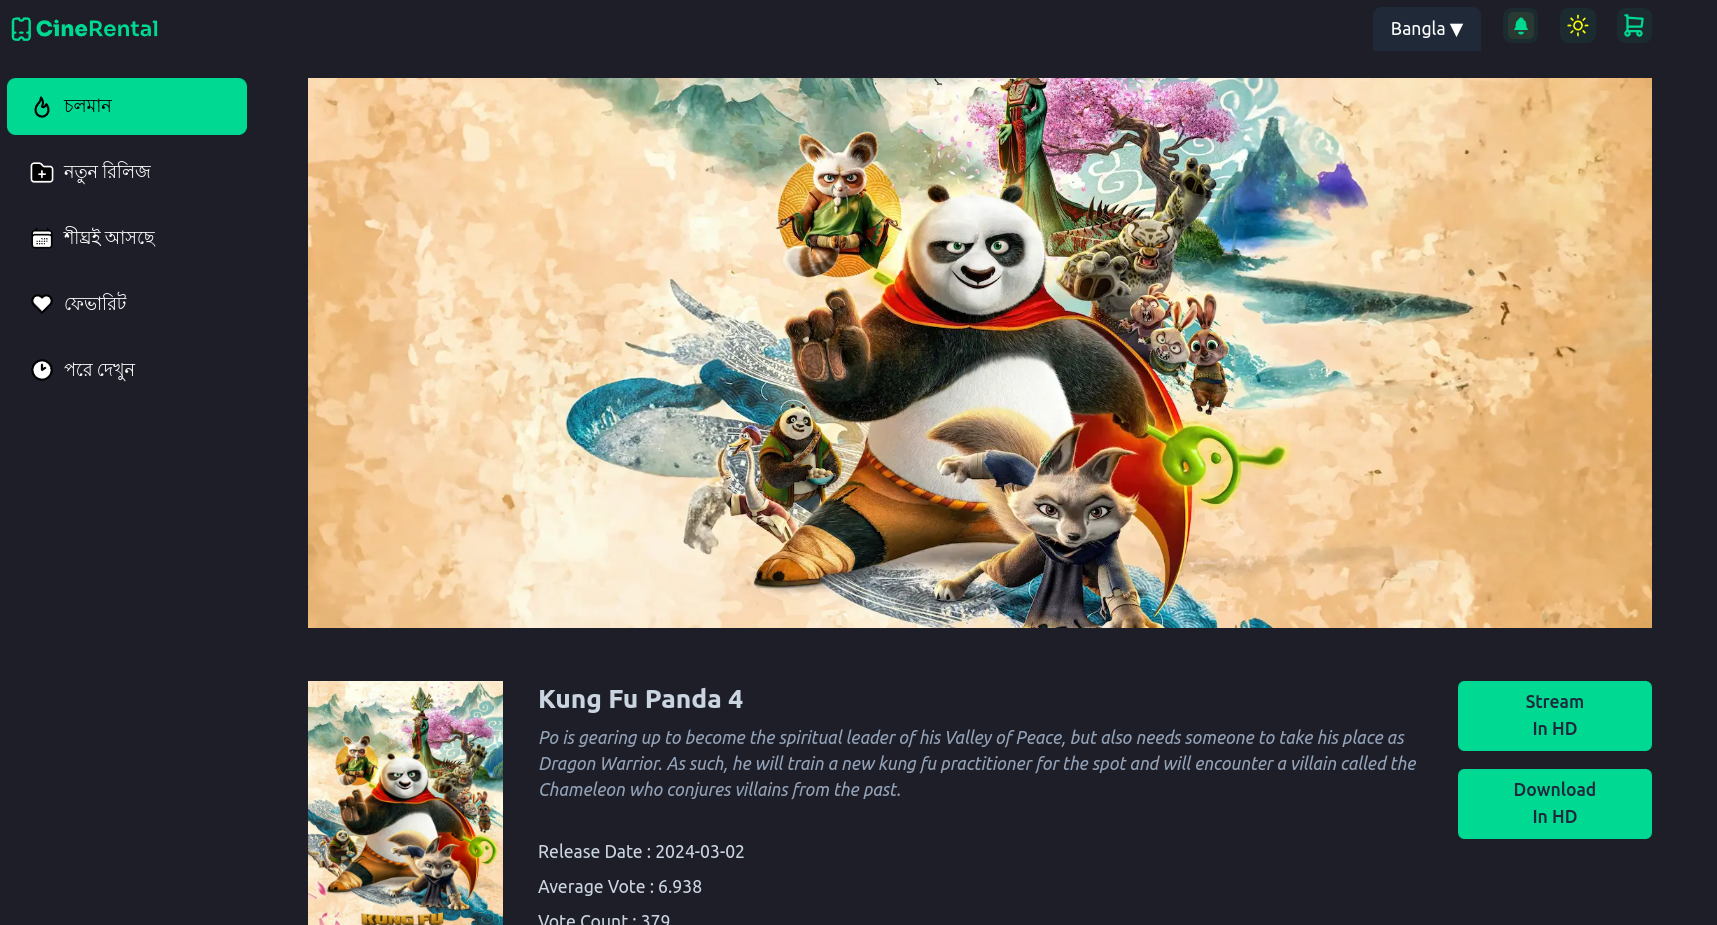 CineRental
Bangla ▼
চলমান
নতুন রিলিজ
শীঘ্রই আসছে
ফেভারিট
পরে দেখুন
Kung Fu Panda 4
Po is gearing up to become the spiritual leader of his Valley of Peace, but also needs someone to take his place as
Dragon Warrior. As such, he will train a new kung fu practitioner for the spot and will encounter a villain called the
Chameleon who conjures villains from the past.
Release Date : 2024-03-02
Average Vote : 6.938
Vote Count : 379
Stream
In HD
Download
In HD
KUNG FU